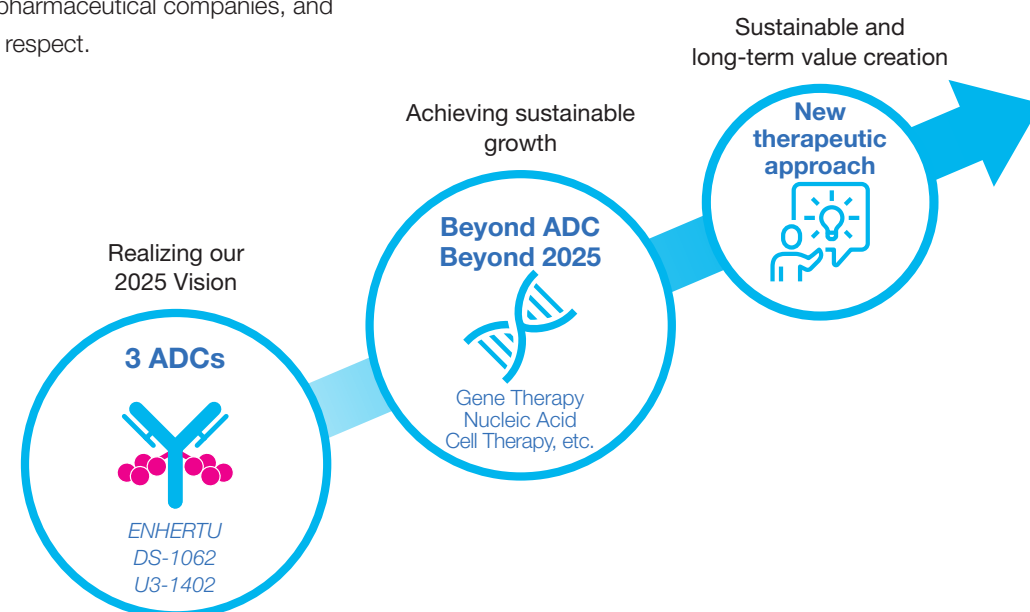 pharmaceutical companies, and
respect.
Sustainable and
long-term value creation
New
therapeutic
approach
Achieving sustainable
growth
Beyond ADC
Beyond 2025
Gene Therapy
Nucleic Acid
Cell Therapy, etc.
Realizing our
2025 Vision
3 ADCs
ENHERTU
DS-1062
U3-1402